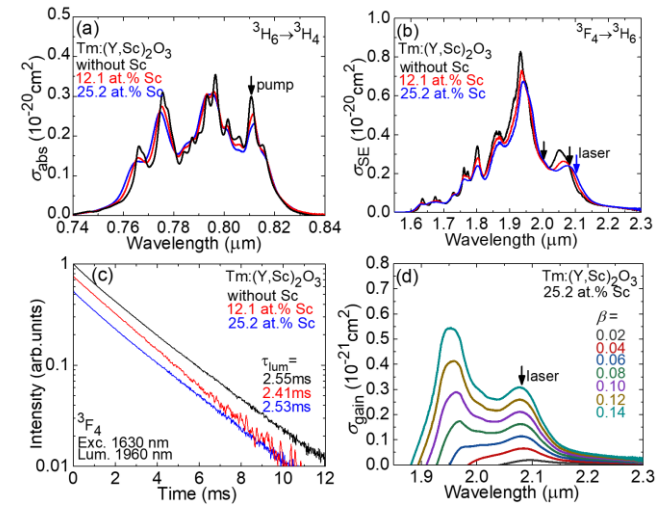 (a)
³H₆→³H₄
Tm:(Y,Sc)₂O₃
without Sc
12.1 at.% Sc
25.2 at.% Sc
pump
σabs (10⁻²⁰cm²)
0.5
0.4
0.3
0.2
0.1
0.0
0.74 0.76 0.78 0.80 0.82 0.84
Wavelength (μm)
(b)
³F₄→³H₆
Tm:(Y,Sc)₂O₃
without Sc
12.1 at.% Sc
25.2 at.% Sc
laser
σSE (10⁻²⁰cm²)
1.0
0.8
0.6
0.4
0.2
0.0
1.6 1.7 1.8 1.9 2.0 2.1 2.2 2.3
Wavelength (μm)
(c)
Tm:(Y,Sc)₂O₃
without Sc
12.1 at.% Sc
25.2 at.% Sc
τlum=
2.55ms
2.41ms
2.53ms
³F₄
Exc. 1630 nm
Lum. 1960 nm
Intensity (arb.units)
1
0.1
0.01
0 2 4 6 8 10 12
Time (ms)
(d)
Tm:(Y,Sc)₂O₃
25.2 at.% Sc
β=
0.02
0.04
0.06
0.08
0.10
0.12
0.14
laser
σgain (10⁻²¹cm²)
0.8
0.7
0.6
0.5
0.4
0.3
0.2
0.1
0.0
1.9 2.0 2.1 2.2 2.3
Wavelength (μm)